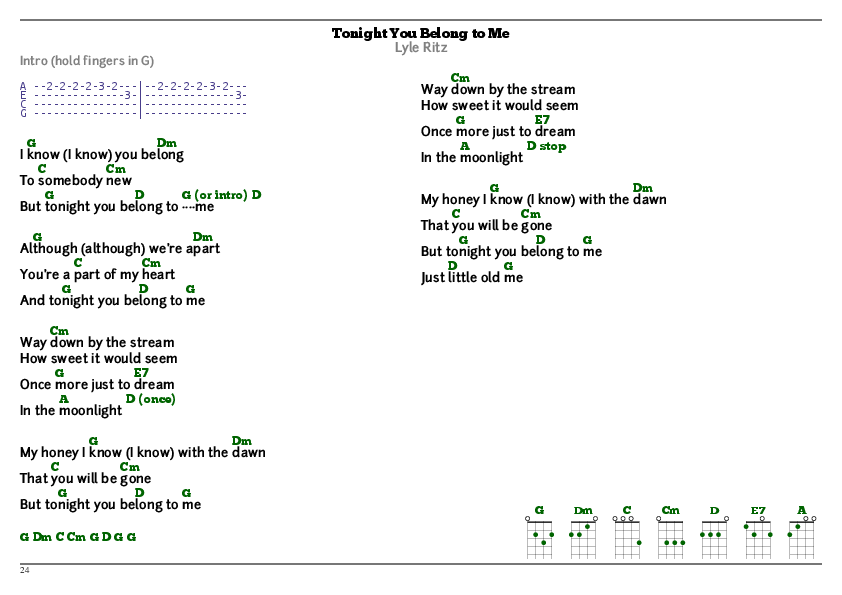 Tonight You Belong to Me
Lyle Ritz
Intro (hold fingers in G)
A --2-2-2-2-3-2---|--2-2-2-2-3-2---
E --------------3-|--------------3-
C ----------------|----------------
G ----------------|----------------
G Dm
I know (I know) you belong
C Cm
To somebody new
G D G (or intro) D
But tonight you belong to ····me
G Dm
Although (although) we're apart
C Cm
You're a part of my heart
G D G
And tonight you belong to me
Cm
Way down by the stream
How sweet it would seem
G E7
Once more just to dream
A D (once)
In the moonlight
G Dm
My honey I know (I know) with the dawn
C Cm
That you will be gone
G D G
But tonight you belong to me
G Dm C Cm G D G G
Cm
Way down by the stream
How sweet it would seem
G E7
Once more just to dream
A D stop
In the moonlight
G Dm
My honey I know (I know) with the dawn
C Cm
That you will be gone
G D G
But tonight you belong to me
D G
Just little old me
G Dm C Cm D E7 A
24